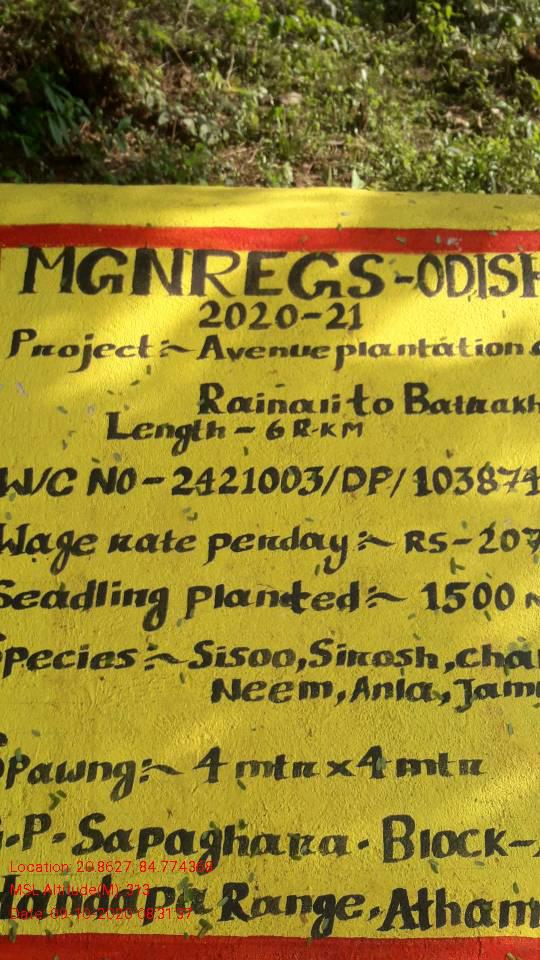 MGNREGS-ODISH
2020-21
Project:~ Avenue plantation
Rainari to Batrakh
Length - 6 R.KM
W/C NO - 2421003/DP/103874
Wage rate perday:~ RS-207
Seadling planted:~ 1500 N
Species:~ Sisoo, Sirosh, Cha
Neem, Anla, Jam
Spawng:~ 4 mtr x 4 mtr
G.P. Sapaghara. Block-
Handapa Range, Atham
Location: 20.8627, 84.774368
MSL Altitude(M): 313
Date: 09-10-2020 08:31:37